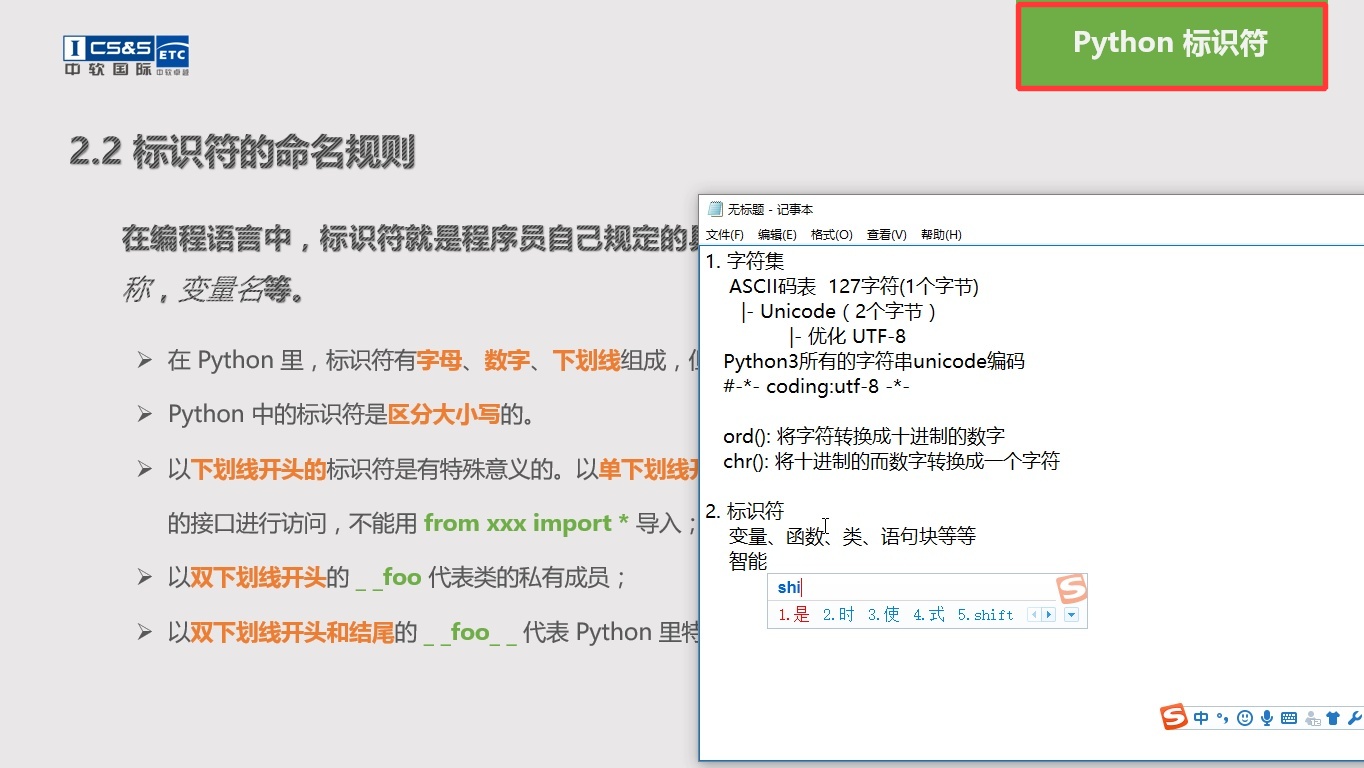 CS&S ETC
中软国际 中软卓越
Python 标识符
2.2 标识符的命名规则
在编程语言中，标识符就是程序员自己规定的
称，变量名等。
➢ 在 Python 里，标识符有字母、数字、下划线组成，
➢ Python 中的标识符是区分大小写的。
➢ 以下划线开头的标识符是有特殊意义的。以单下划线
的接口进行访问，不能用 from xxx import * 导入；
➢ 以双下划线开头的 _ _foo 代表类的私有成员；
➢ 以双下划线开头和结尾的 _ _foo_ _ 代表 Python 里特
无标题 - 记事本
文件(F) 编辑(E) 格式(O) 查看(V) 帮助(H)
1. 字符集
ASCII码表 127字符(1个字节)
|- Unicode（2个字节）
|- 优化 UTF-8
Python3所有的字符串unicode编码
#-*- coding:utf-8 -*-
ord(): 将字符转换成十进制的数字
chr(): 将十进制的而数字转换成一个字符
2. 标识符
变量、函数、类、语句块等等
智能
shi
1.是 2.时 3.使 4.式 5.shift
中